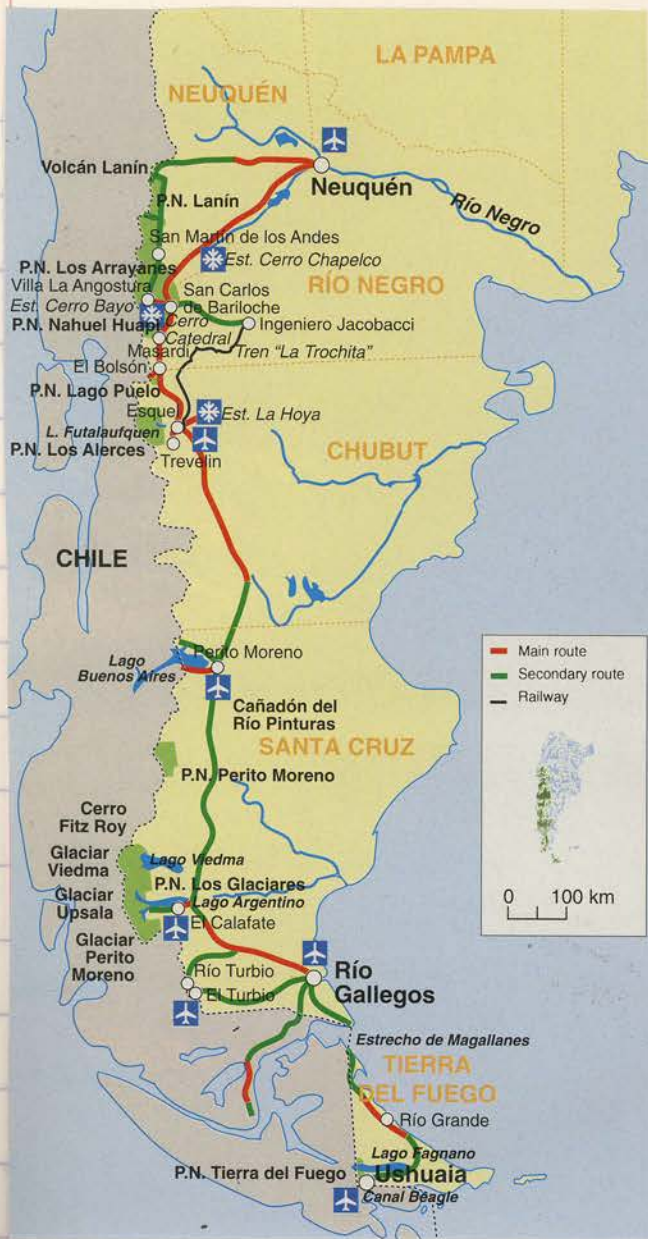 LA PAMPA
NEUQUÉN
Volcán Lanín
Neuquén
P.N. Lanín
Río Negro
San Martín de los Andes
Est. Cerro Chapelco
P.N. Los Arrayanes
Villa La Angostura
RÍO NEGRO
Est. Cerro Bayo
San Carlos
de Bariloche
P.N. Nahuel Huapi
Cerro
Catedral
Ingeniero Jacobacci
Masardi
Tren "La Trochita"
El Bolsón
P.N. Lago Puelo
Esquel
Est. La Hoya
L. Futalaufquen
P.N. Los Alerces
Trevelin
CHUBUT
CHILE
Perito Moreno
Lago
Buenos Aires
Cañadón del
Río Pinturas
SANTA CRUZ
P.N. Perito Moreno
Cerro
Fitz Roy
Glaciar
Viedma
Lago Viedma
P.N. Los Glaciares
Glaciar
Upsala
Lago Argentino
El Calafate
Glaciar
Perito
Moreno
Río Turbio
El Turbio
Río
Gallegos
Estrecho de Magallanes
TIERRA
DEL FUEGO
Río Grande
Lago Fagnano
P.N. Tierra del Fuego
Ushuaia
Canal Beagle
Main route
Secondary route
Railway
0 100 km